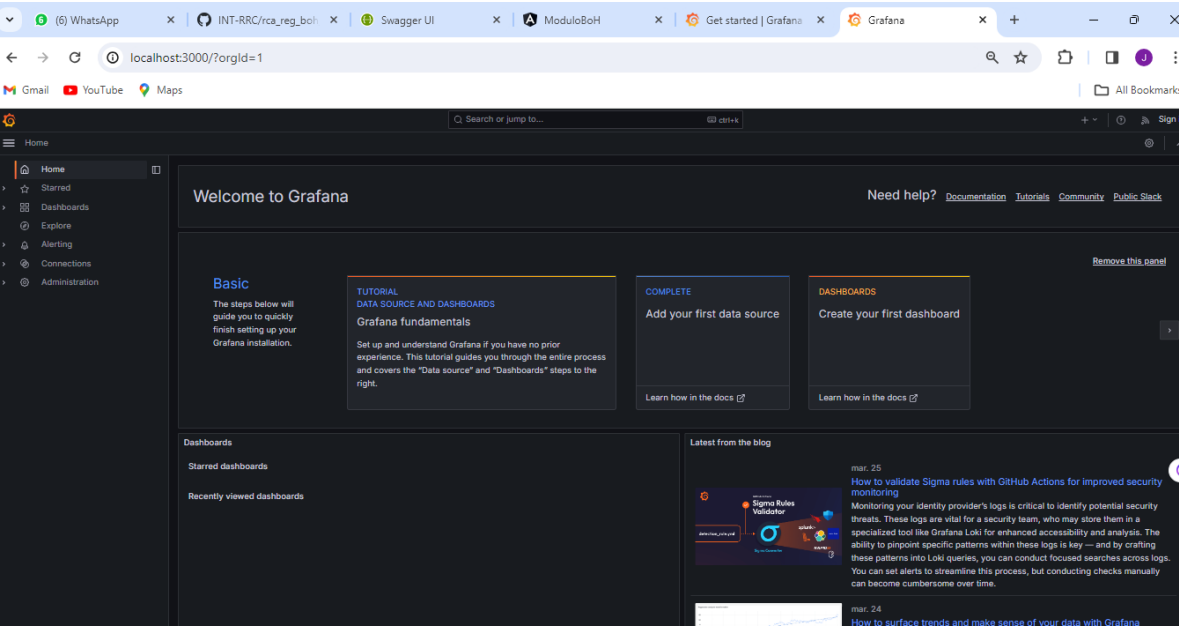 (6) WhatsApp
INT-RRC/rca_reg_boh
Swagger UI
ModuloBoH
Get started | Grafana
Grafana
localhost:3000/?orgId=1
Gmail
YouTube
Maps
All Bookmarks
Search or jump to...
ctrl+k
Sign
Home
Home
Starred
Dashboards
Explore
Alerting
Connections
Administration
Welcome to Grafana
Need help?
Documentation
Tutorials
Community
Public Slack
Remove this panel
Basic
The steps below will
guide you to quickly
finish setting up your
Grafana installation.
TUTORIAL
DATA SOURCE AND DASHBOARDS
Grafana fundamentals
Set up and understand Grafana if you have no prior
experience. This tutorial guides you through the entire process
and covers the “Data source” and “Dashboards” steps to the
right.
COMPLETE
Add your first data source
Learn how in the docs
DASHBOARDS
Create your first dashboard
Learn how in the docs
Dashboards
Starred dashboards
Recently viewed dashboards
Latest from the blog
mar. 25
How to validate Sigma rules with GitHub Actions for improved security
monitoring
Monitoring your identity provider's logs is critical to identify potential security
threats. These logs are vital for a security team, who may store them in a
specialized tool like Grafana Loki for enhanced accessibility and analysis. The
ability to pinpoint specific patterns within these logs is key — and by crafting
these patterns into Loki queries, you can conduct focused searches across logs.
You can set alerts to streamline this process, but conducting checks manually
can become cumbersome over time.
Sigma Rules
Validator
splunk>
mar. 24
How to surface trends and make sense of your data with Grafana